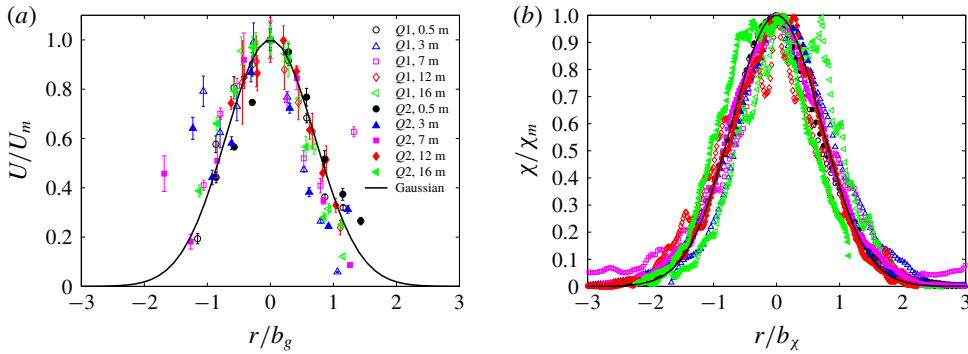 (a)
1.0
0.8
0.6
0.4
0.2
0
U/U_m
−3 −2 −1 0 1 2 3
r/b_g
Q1, 0.5 m
Q1, 3 m
Q1, 7 m
Q1, 12 m
Q1, 16 m
Q2, 0.5 m
Q2, 3 m
Q2, 7 m
Q2, 12 m
Q2, 16 m
Gaussian
(b)
1.0
0.9
0.8
0.7
0.6
0.5
0.4
0.3
0.2
0.1
0
χ/χ_m
−3 −2 −1 0 1 2 3
r/b_χ